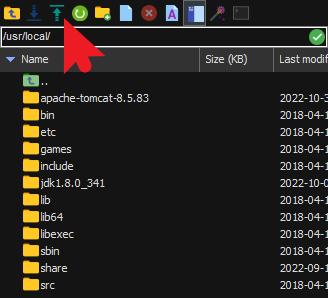 A
/usr/local/
Name Size (KB) Last modif
..
apache-tomcat-8.5.83 2022-10-3
bin 2018-04-1
etc 2018-04-1
games 2018-04-1
include 2018-04-1
jdk1.8.0_341 2022-10-3
lib 2018-04-1
lib64 2018-04-1
libexec 2018-04-1
sbin 2018-04-1
share 2022-09-1
src 2018-04-1